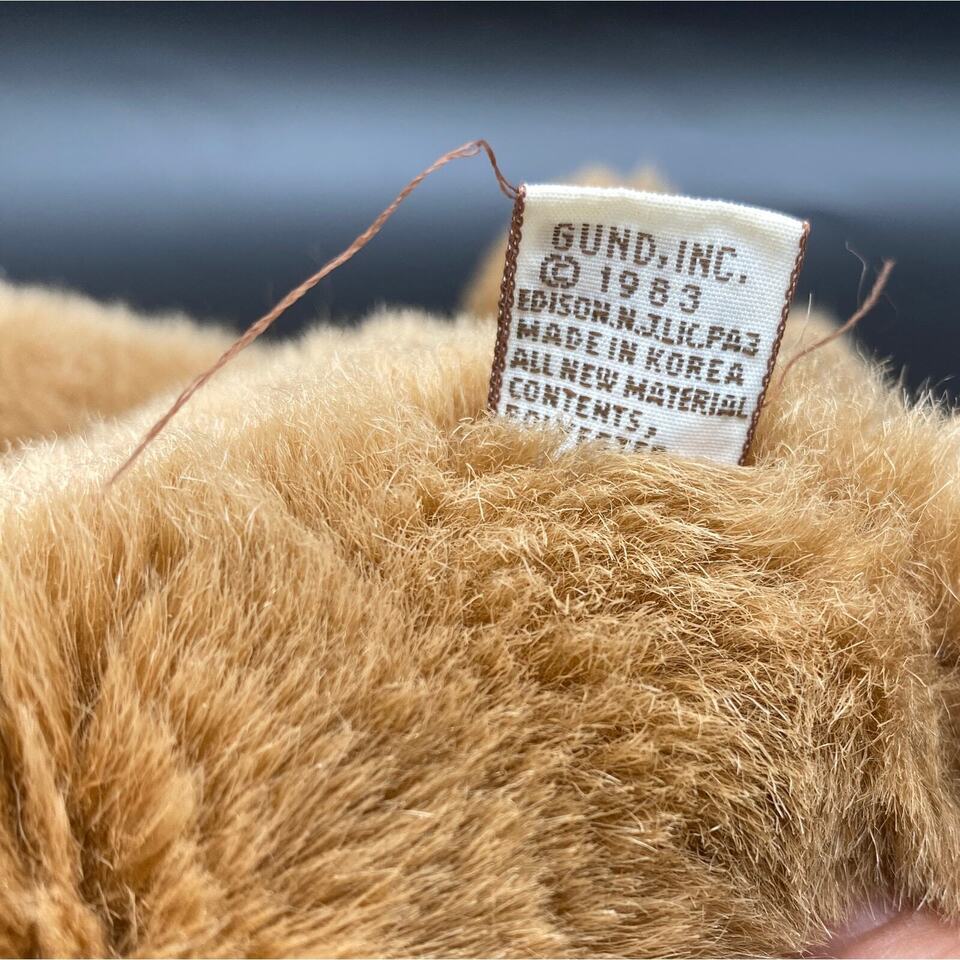 GUND, INC.
© 1983
EDISON.N.J.LIC.PA3
MADE IN KOREA
ALL NEW MATERIAL
CONTENTS,